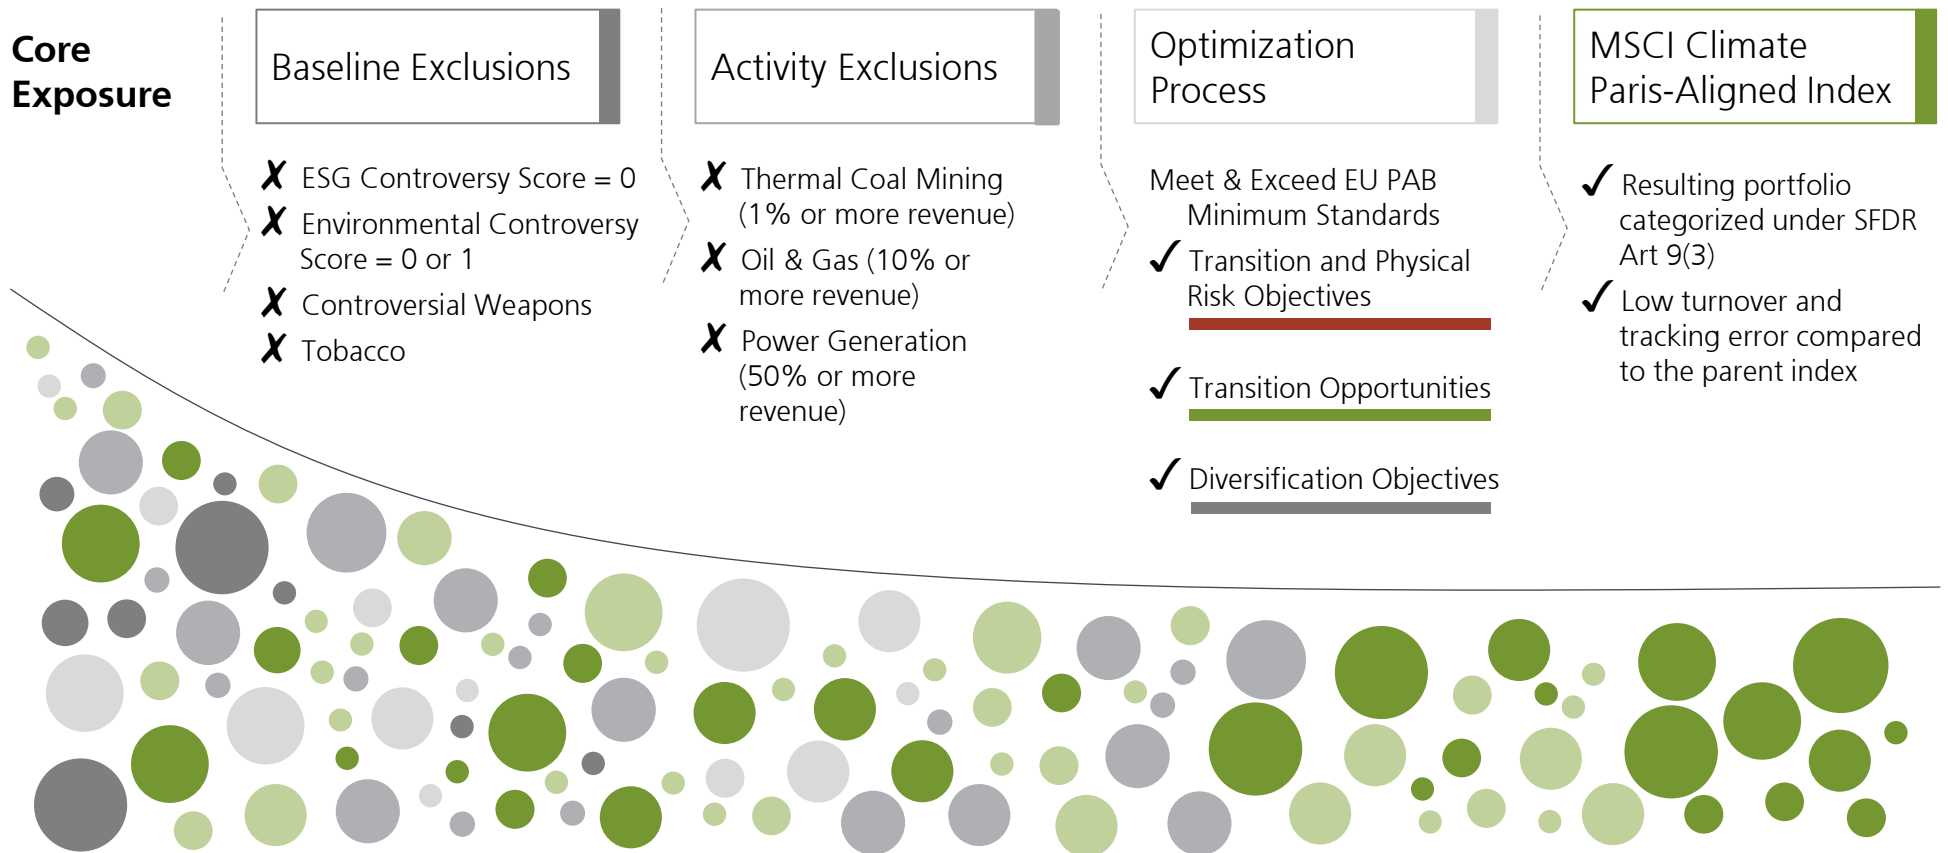 Core
Exposure
Baseline Exclusions
✗ ESG Controversy Score = 0
✗ Environmental Controversy
Score = 0 or 1
✗ Controversial Weapons
✗ Tobacco
Activity Exclusions
✗ Thermal Coal Mining
(1% or more revenue)
✗ Oil & Gas (10% or
more revenue)
✗ Power Generation
(50% or more
revenue)
Optimization
Process
Meet & Exceed EU PAB
Minimum Standards
✓ Transition and Physical
Risk Objectives
✓ Transition Opportunities
✓ Diversification Objectives
MSCI Climate
Paris-Aligned Index
✓ Resulting portfolio
categorized under SFDR
Art 9(3)
✓ Low turnover and
tracking error compared
to the parent index